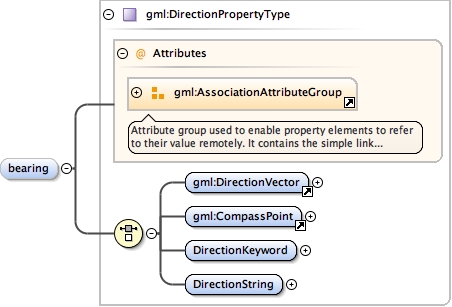 gml:DirectionPropertyType
@ Attributes
gml:AssociationAttributeGroup
Attribute group used to enable property elements to refer
to their value remotely. It contains the simple link...
bearing
gml:DirectionVector
gml:CompassPoint
DirectionKeyword
DirectionString